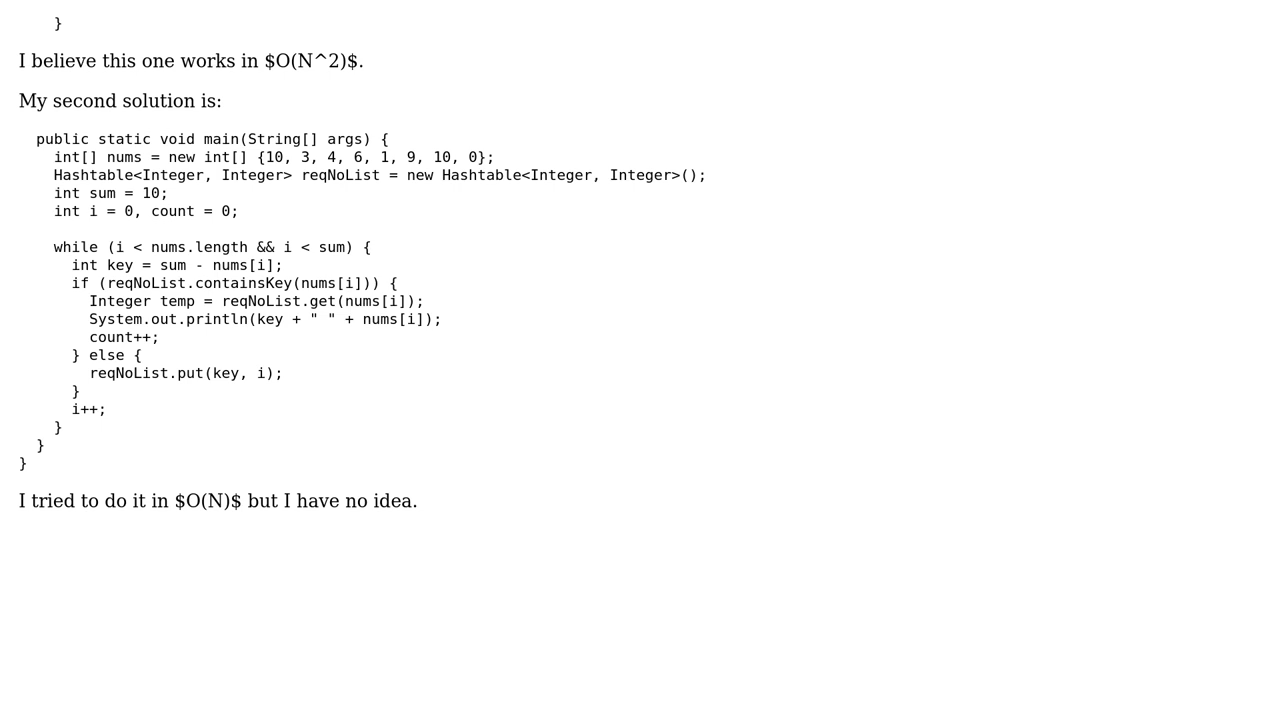 }
I believe this one works in $O(N^2)$.
My second solution is:
  public static void main(String[] args) {
    int[] nums = new int[] {10, 3, 4, 6, 1, 9, 10, 0};
    Hashtable<Integer, Integer> reqNoList = new Hashtable<Integer, Integer>();
    int sum = 10;
    int i = 0, count = 0;

    while (i < nums.length && i < sum) {
      int key = sum - nums[i];
      if (reqNoList.containsKey(nums[i])) {
        Integer temp = reqNoList.get(nums[i]);
        System.out.println(key + " " + nums[i]);
        count++;
      } else {
        reqNoList.put(key, i);
      }
      i++;
    }
  }
}
I tried to do it in $O(N)$ but I have no idea.